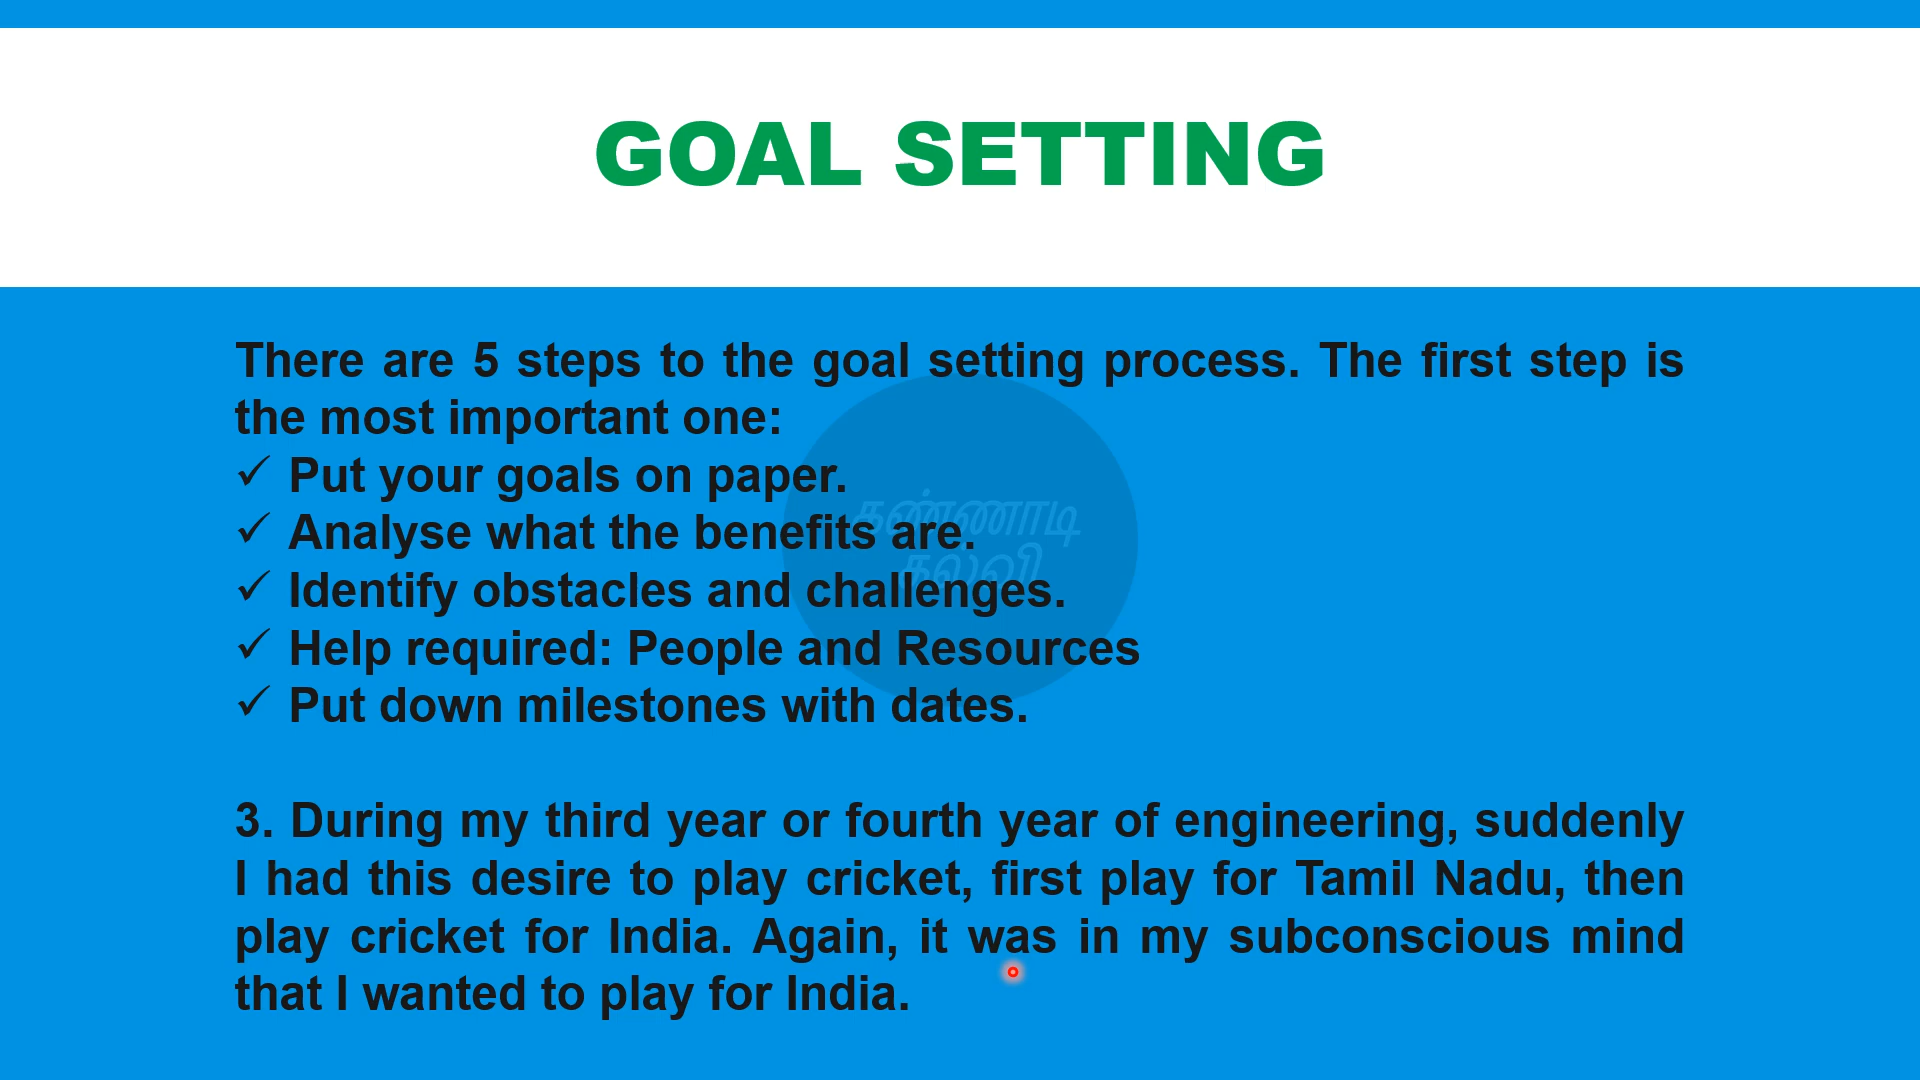 GOAL SETTING
There are 5 steps to the goal setting process. The first step is
the most important one:
✓ Put your goals on paper.
✓ Analyse what the benefits are.
✓ Identify obstacles and challenges.
✓ Help required: People and Resources
✓ Put down milestones with dates.
3. During my third year or fourth year of engineering, suddenly
I had this desire to play cricket, first play for Tamil Nadu, then
play cricket for India. Again, it was in my subconscious mind
that I wanted to play for India.
கண்ணாடி